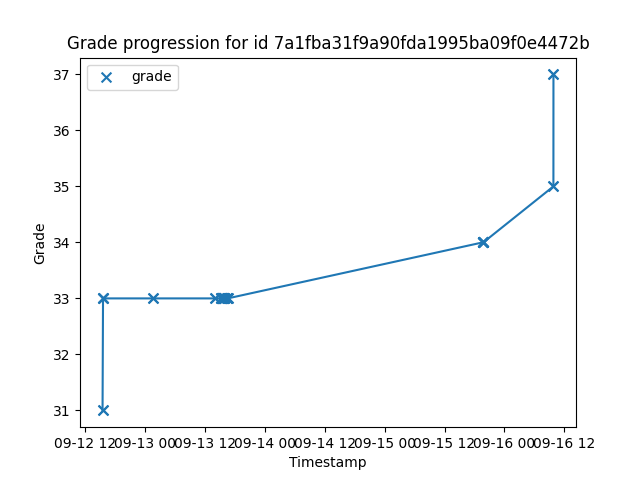 Grade progression for id 7a1fba31f9a90fda1995ba09f0e4472b
grade
37
36
35
34
33
32
31
Grade
09-12 12 09-13 00 09-13 12 09-14 00 09-14 12 09-15 00 09-15 12 09-16 00 09-16 12
Timestamp